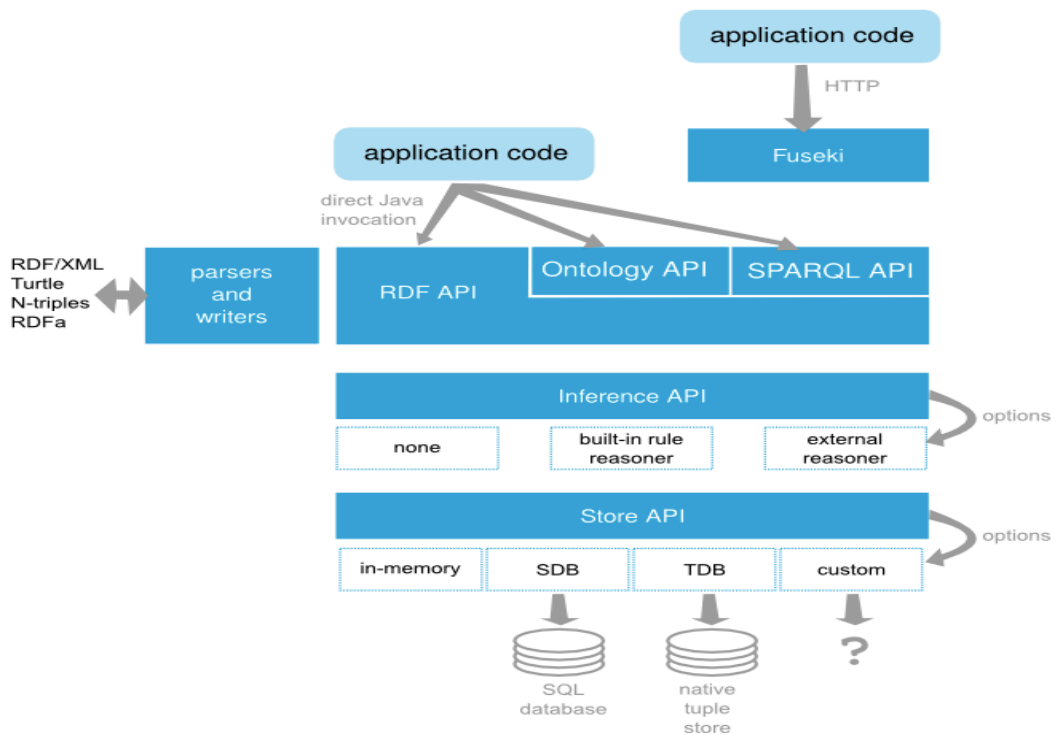 application code
HTTP
Fuseki
application code
direct Java
invocation
RDF/XML
Turtle
N-triples
RDFa
parsers
and
writers
RDF API
Ontology API
SPARQL API
Inference API
options
none
built-in rule
reasoner
external
reasoner
Store API
options
in-memory
SDB
TDB
custom
?
SQL
database
native
tuple
store